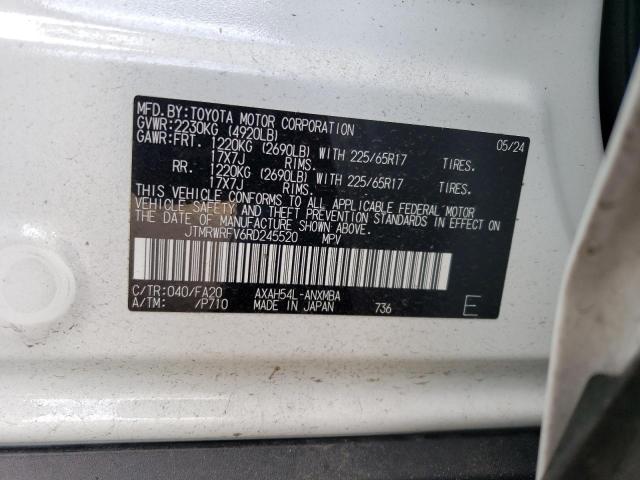 MFD.BY:TOYOTA MOTOR CORPORATION 05/24
GVWR:2230KG (4920LB)
GAWR:FRT. 1220KG (2690LB) WITH 225/65R17 TIRES.
17X7J RIMS.
RR. 1220KG (2690LB) WITH 225/65R17 TIRES.
17X7J RIMS.
THIS VEHICLE CONFORMS TO ALL APPLICABLE FEDERAL MOTOR
VEHICLE SAFETY AND THEFT PREVENTION STANDARDS IN EFFECT ON
THE DATE OF MANUFACTURE SHOWN ABOVE.
JTMRWRFV6RD245520 MPV
C/TR:040/FA20 AXAH54L-ANXMBA
A/TM: /P710 MADE IN JAPAN 736 E